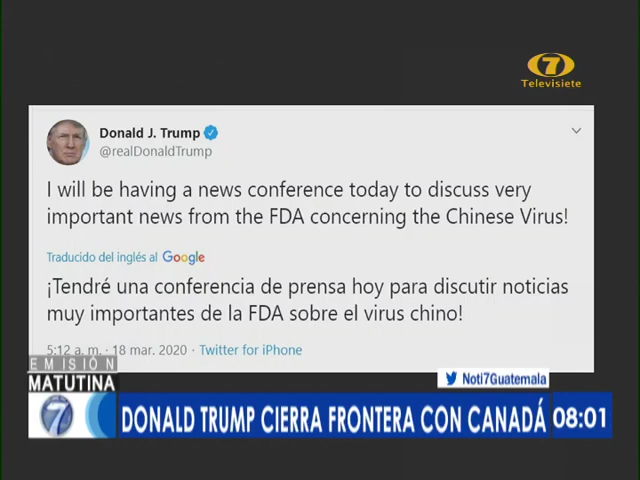 7
Televisiete
Donald J. Trump
@realDonaldTrump
I will be having a news conference today to discuss very
important news from the FDA concerning the Chinese Virus!
Traducido del inglés al Google
¡Tendré una conferencia de prensa hoy para discutir noticias
muy importantes de la FDA sobre el virus chino!
5:12 a. m. · 18 mar. 2020 · Twitter for iPhone
EMISIÓN
MATUTINA
Noti7Guatemala
7
DONALD TRUMP CIERRA FRONTERA CON CANADÁ
08:01